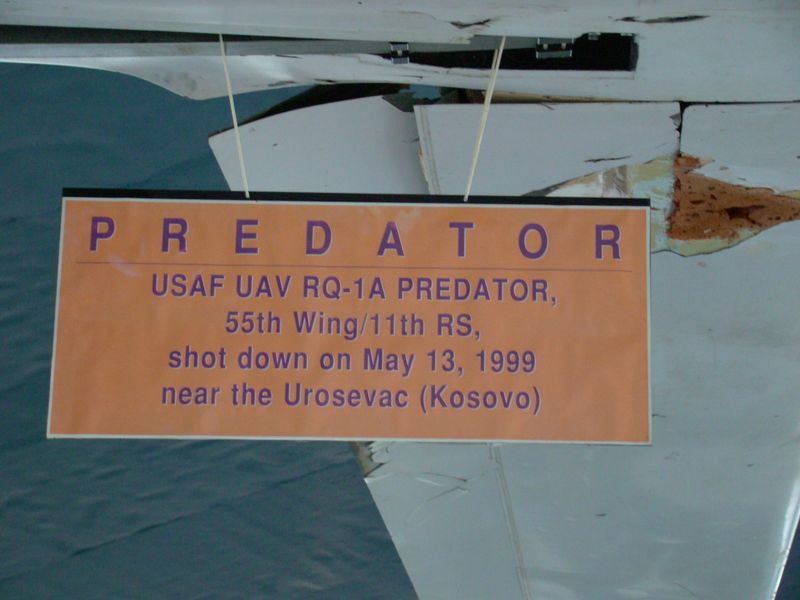 PREDATOR
USAF UAV RQ-1A PREDATOR,
55th Wing/11th RS,
shot down on May 13, 1999
near the Urosevac (Kosovo)